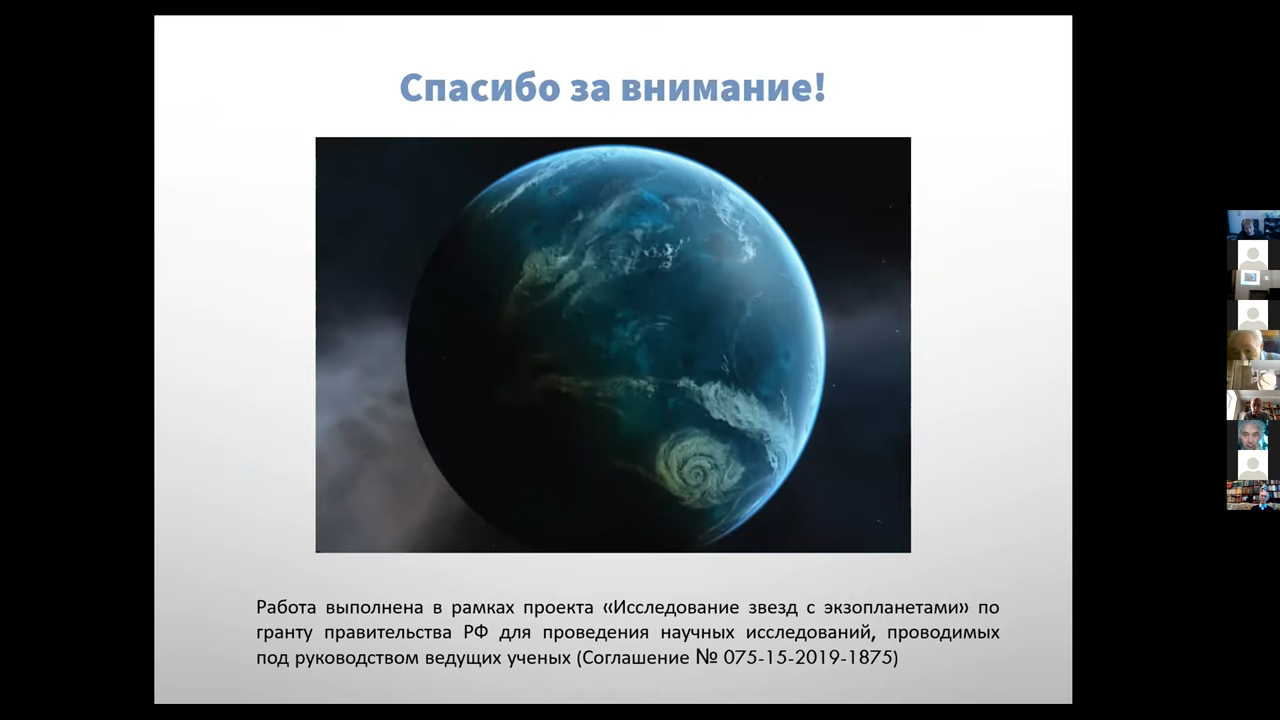 Спасибо за внимание!
Работа выполнена в рамках проекта «Исследование звезд с экзопланетами» по
гранту правительства РФ для проведения научных исследований, проводимых
под руководством ведущих ученых (Соглашение № 075-15-2019-1875)